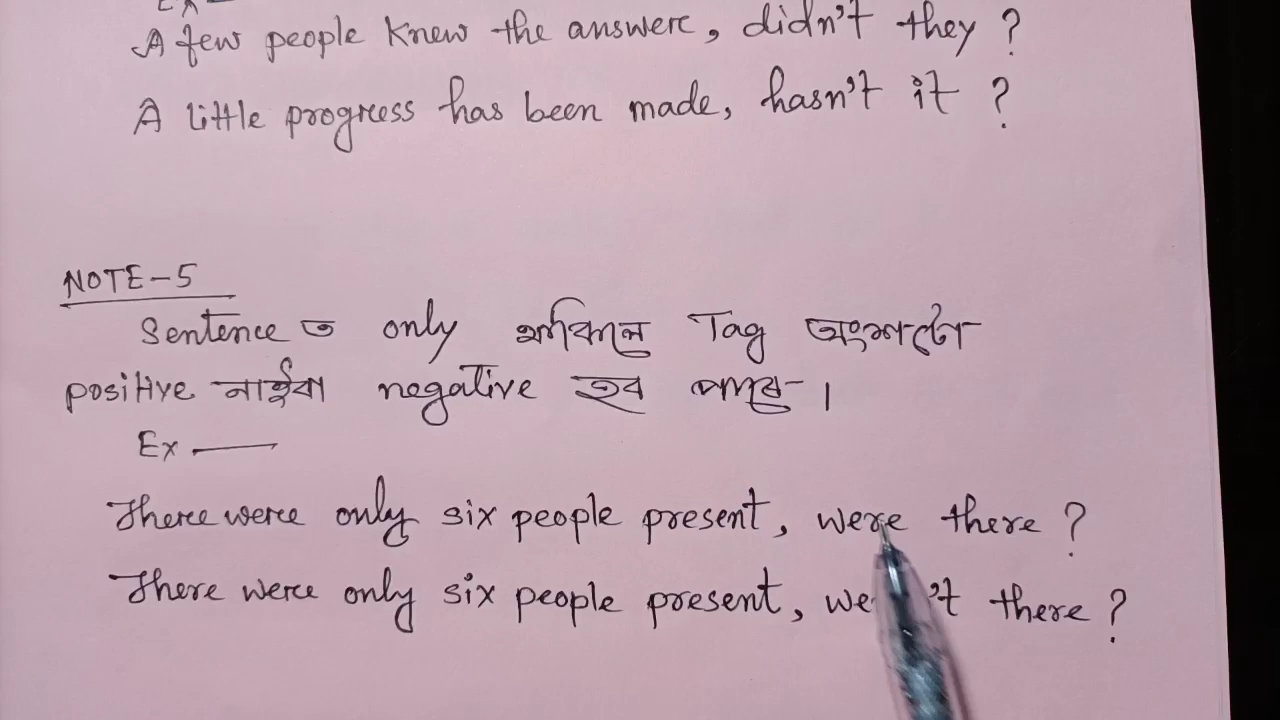 Ex
A few people knew the answere, didn't they ?
A little progress has been made, hasn't it ?
NOTE-5
Sentence ত only থাকিলে Tag অংশটো
positive নাইবা negative হব পাৰে ।
Ex —
There were only six people present, were there ?
There were only six people present, weren't there ?